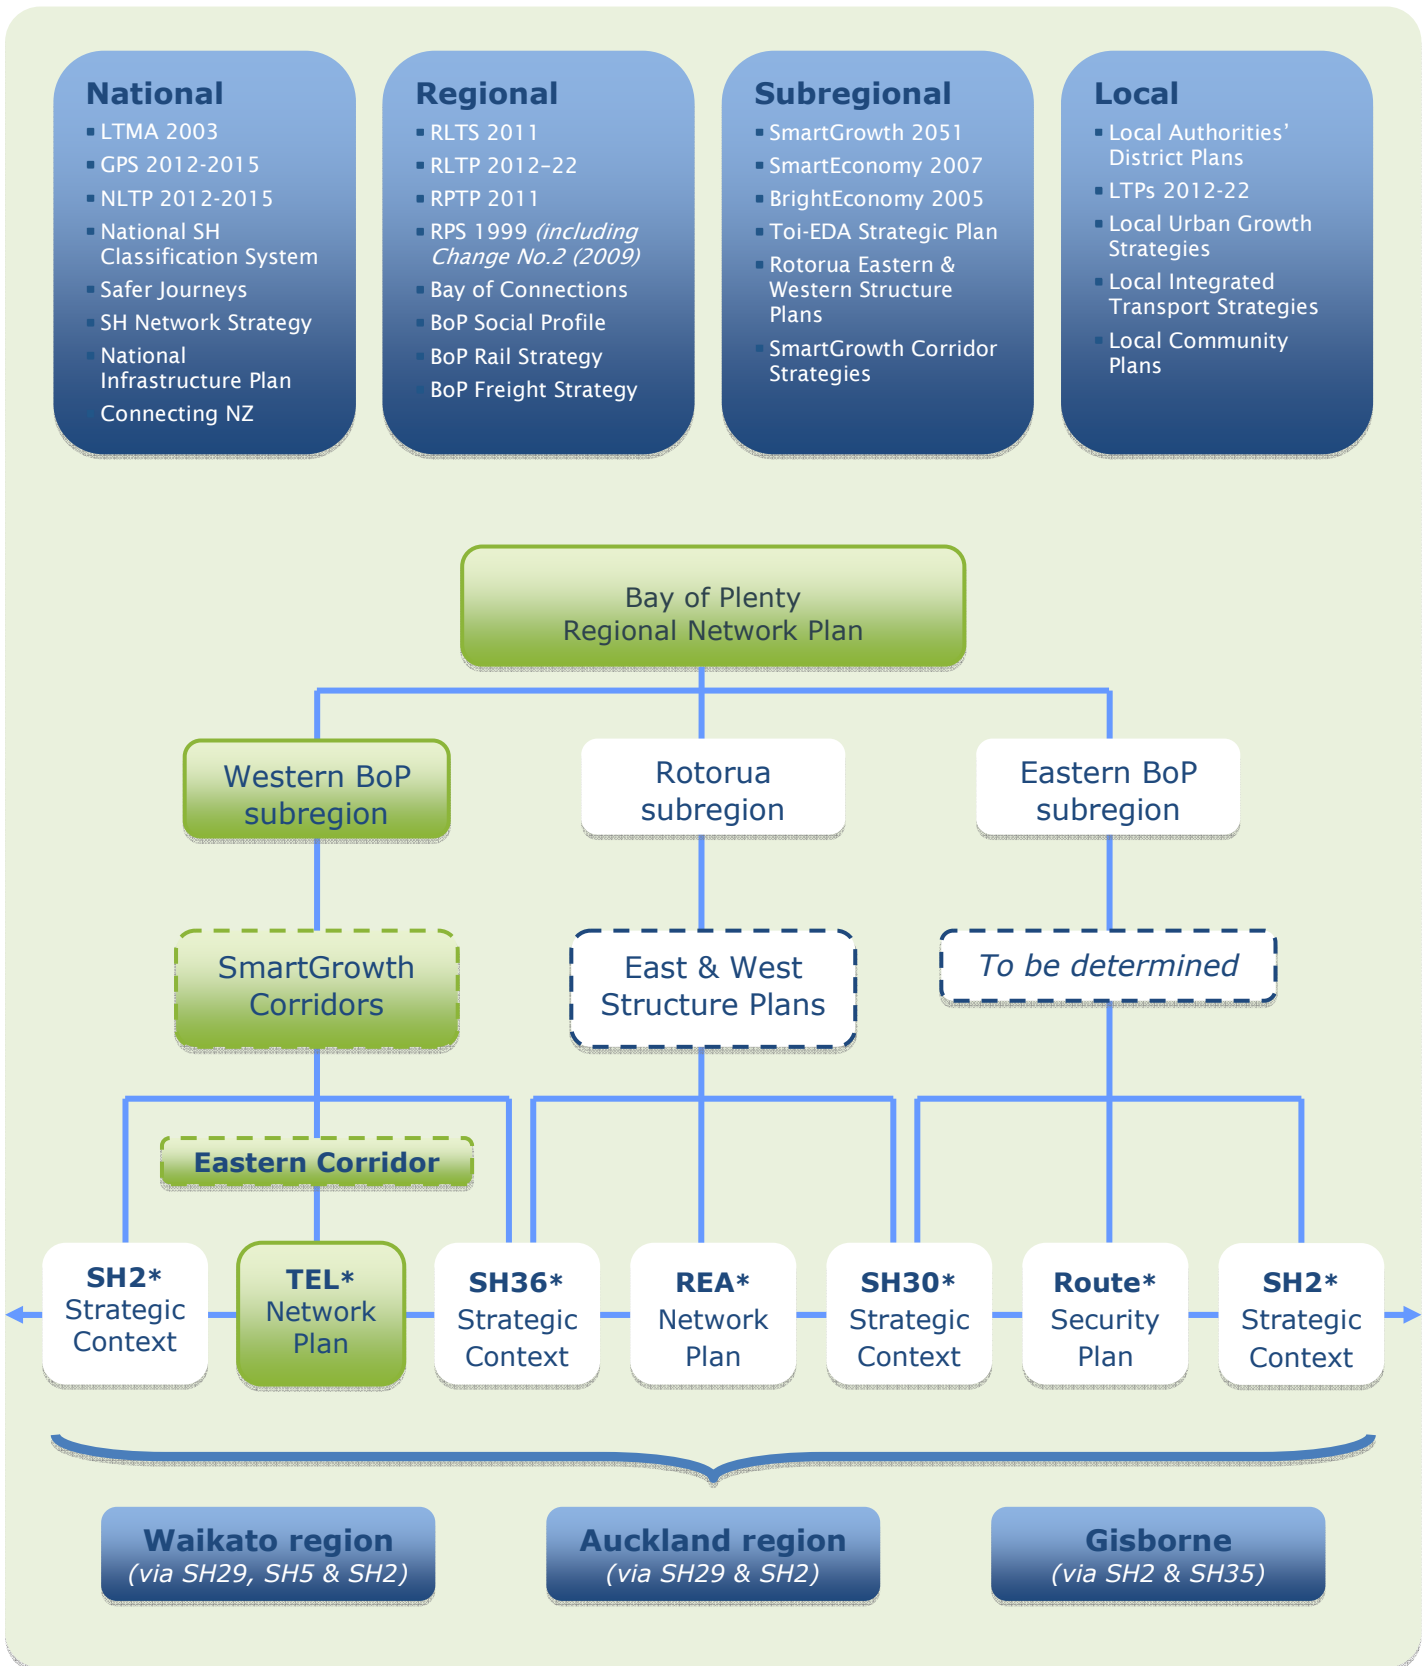 National
▪ LTMA 2003
▪ GPS 2012-2015
▪ NLTP 2012-2015
▪ National SH
Classification System
▪ Safer Journeys
▪ SH Network Strategy
▪ National
Infrastructure Plan
Connecting NZ
Regional
▪ RLTS 2011
▪ RLTP 2012–22
▪ RPTP 2011
▪ RPS 1999 (including
Change No.2 (2009)
▪ Bay of Connections
▪ BoP Social Profile
▪ BoP Rail Strategy
▪ BoP Freight Strategy
Subregional
▪ SmartGrowth 2051
▪ SmartEconomy 2007
▪ BrightEconomy 2005
▪ Toi-EDA Strategic Plan
▪ Rotorua Eastern &
Western Structure
Plans
▪ SmartGrowth Corridor
Strategies
Local
▪ Local Authorities’
District Plans
▪ LTPs 2012-22
▪ Local Urban Growth
Strategies
▪ Local Integrated
Transport Strategies
▪ Local Community
Plans
Bay of Plenty
Regional Network Plan
Western BoP
subregion
Rotorua
subregion
Eastern BoP
subregion
SmartGrowth
Corridors
East & West
Structure Plans
To be determined
Eastern Corridor
SH2*
Strategic
Context
TEL*
Network
Plan
SH36*
Strategic
Context
REA*
Network
Plan
SH30*
Strategic
Context
Route*
Security
Plan
SH2*
Strategic
Context
Waikato region
(via SH29, SH5 & SH2)
Auckland region
(via SH29 & SH2)
Gisborne
(via SH2 & SH35)